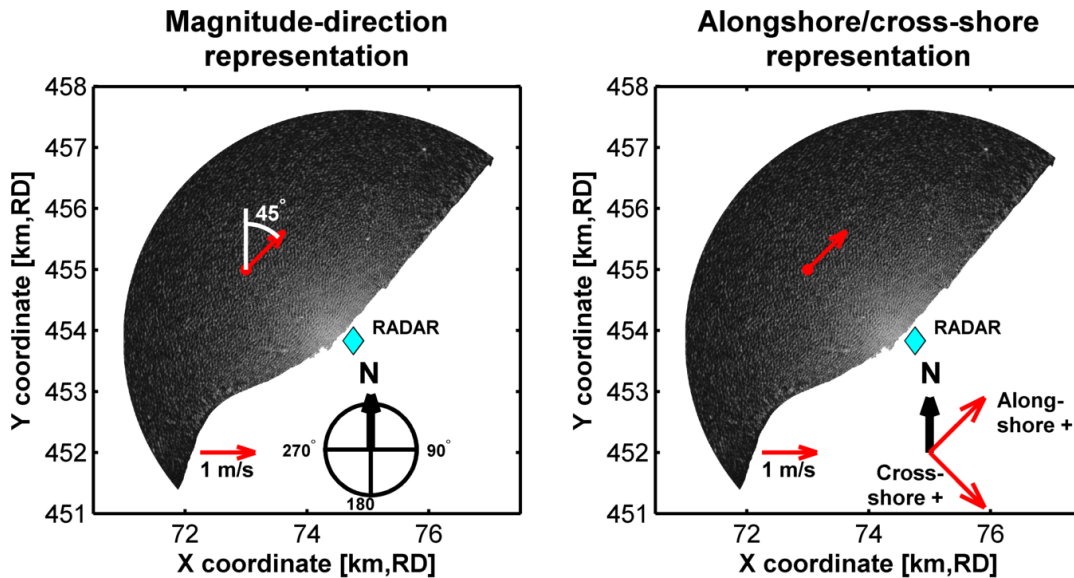 Magnitude-direction
representation
458
457
456
455
454
453
452
451
Y coordinate [km,RD]
45°
RADAR
N
270°
90°
180
1 m/s
72
74
76
X coordinate [km,RD]
Alongshore/cross-shore
representation
458
457
456
455
454
453
452
451
Y coordinate [km,RD]
RADAR
N
Along-
shore +
Cross-
shore +
1 m/s
72
74
76
X coordinate [km,RD]